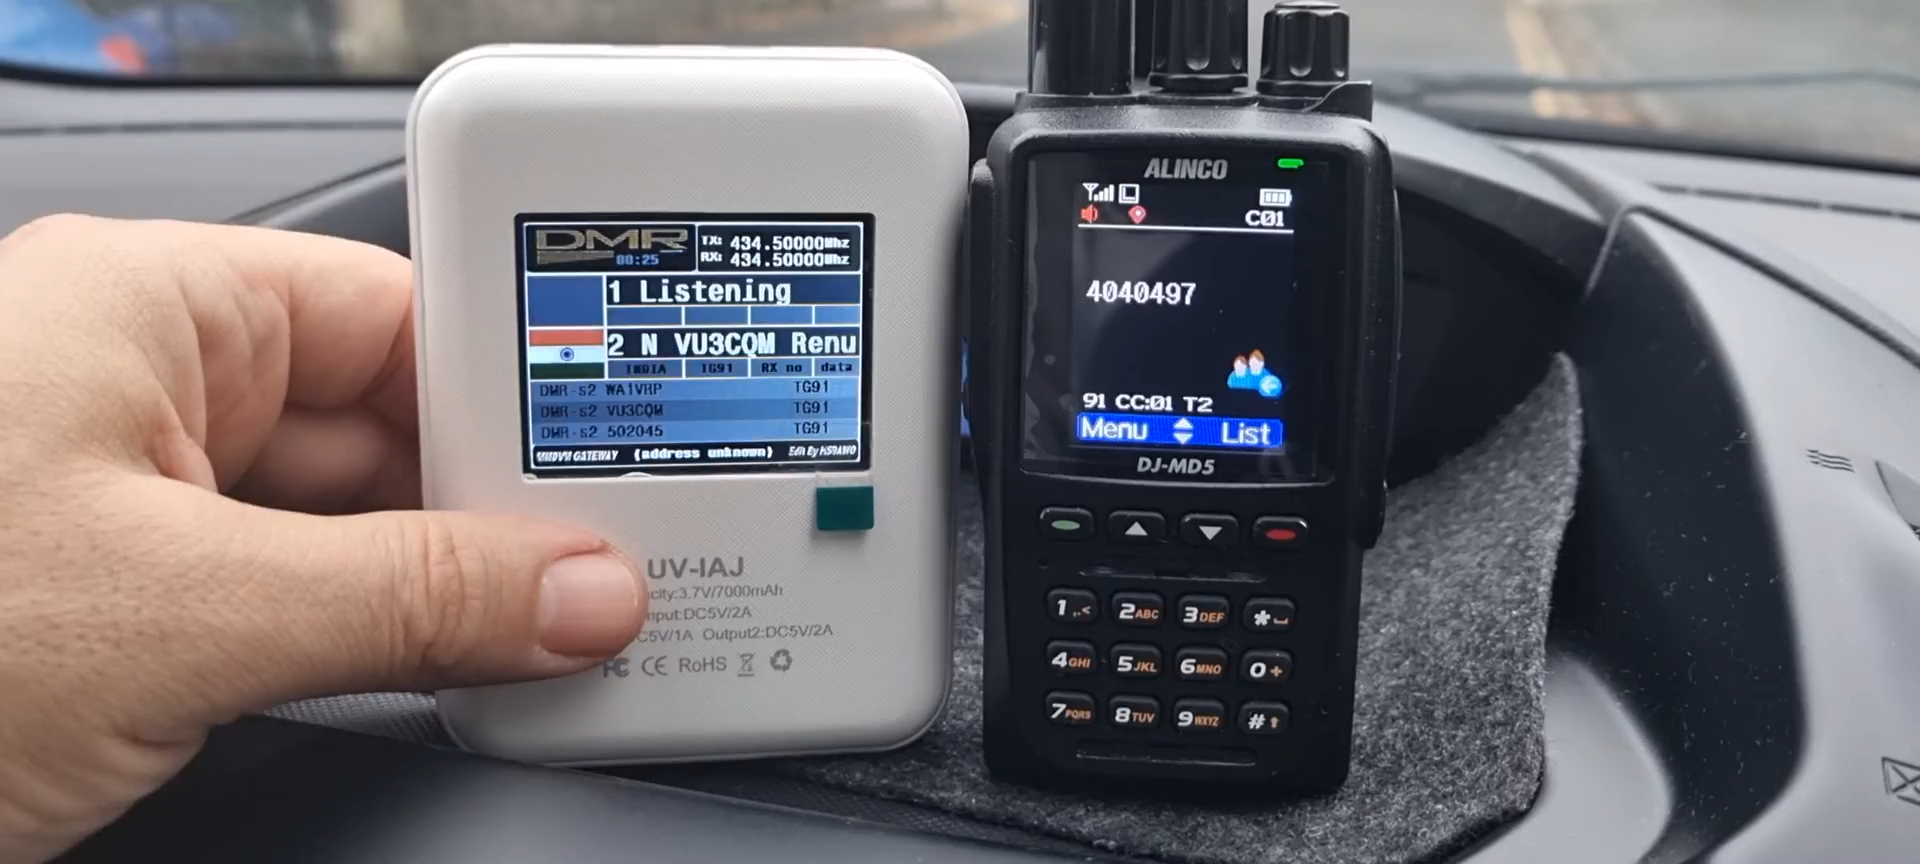 DMR
00:25
TX: 434.50000Mhz
RX: 434.50000Mhz
1 Listening
2 N VU3CQM Renu
INDIA TG91 RX no data
DMR-s2 WA1VHP TG91
DMR-s2 VU3CQM TG91
DMR-s2 502045 TG91
MMDVM GATEWAY (address unknown) Edit By HS0AWO
UV-IAJ
city:3.7V/7000mAh
nput:DC5V/2A
C5V/1A Output2:DC5V/2A
FC CE RoHS
ALINCO
C01
4040497
91 CC:01 T2
Menu List
DJ-MD5
1,.< 2ABC 3DEF *
4GHI 5JKL 6MNO 0+
7PQRS 8TUV 9WXYZ #